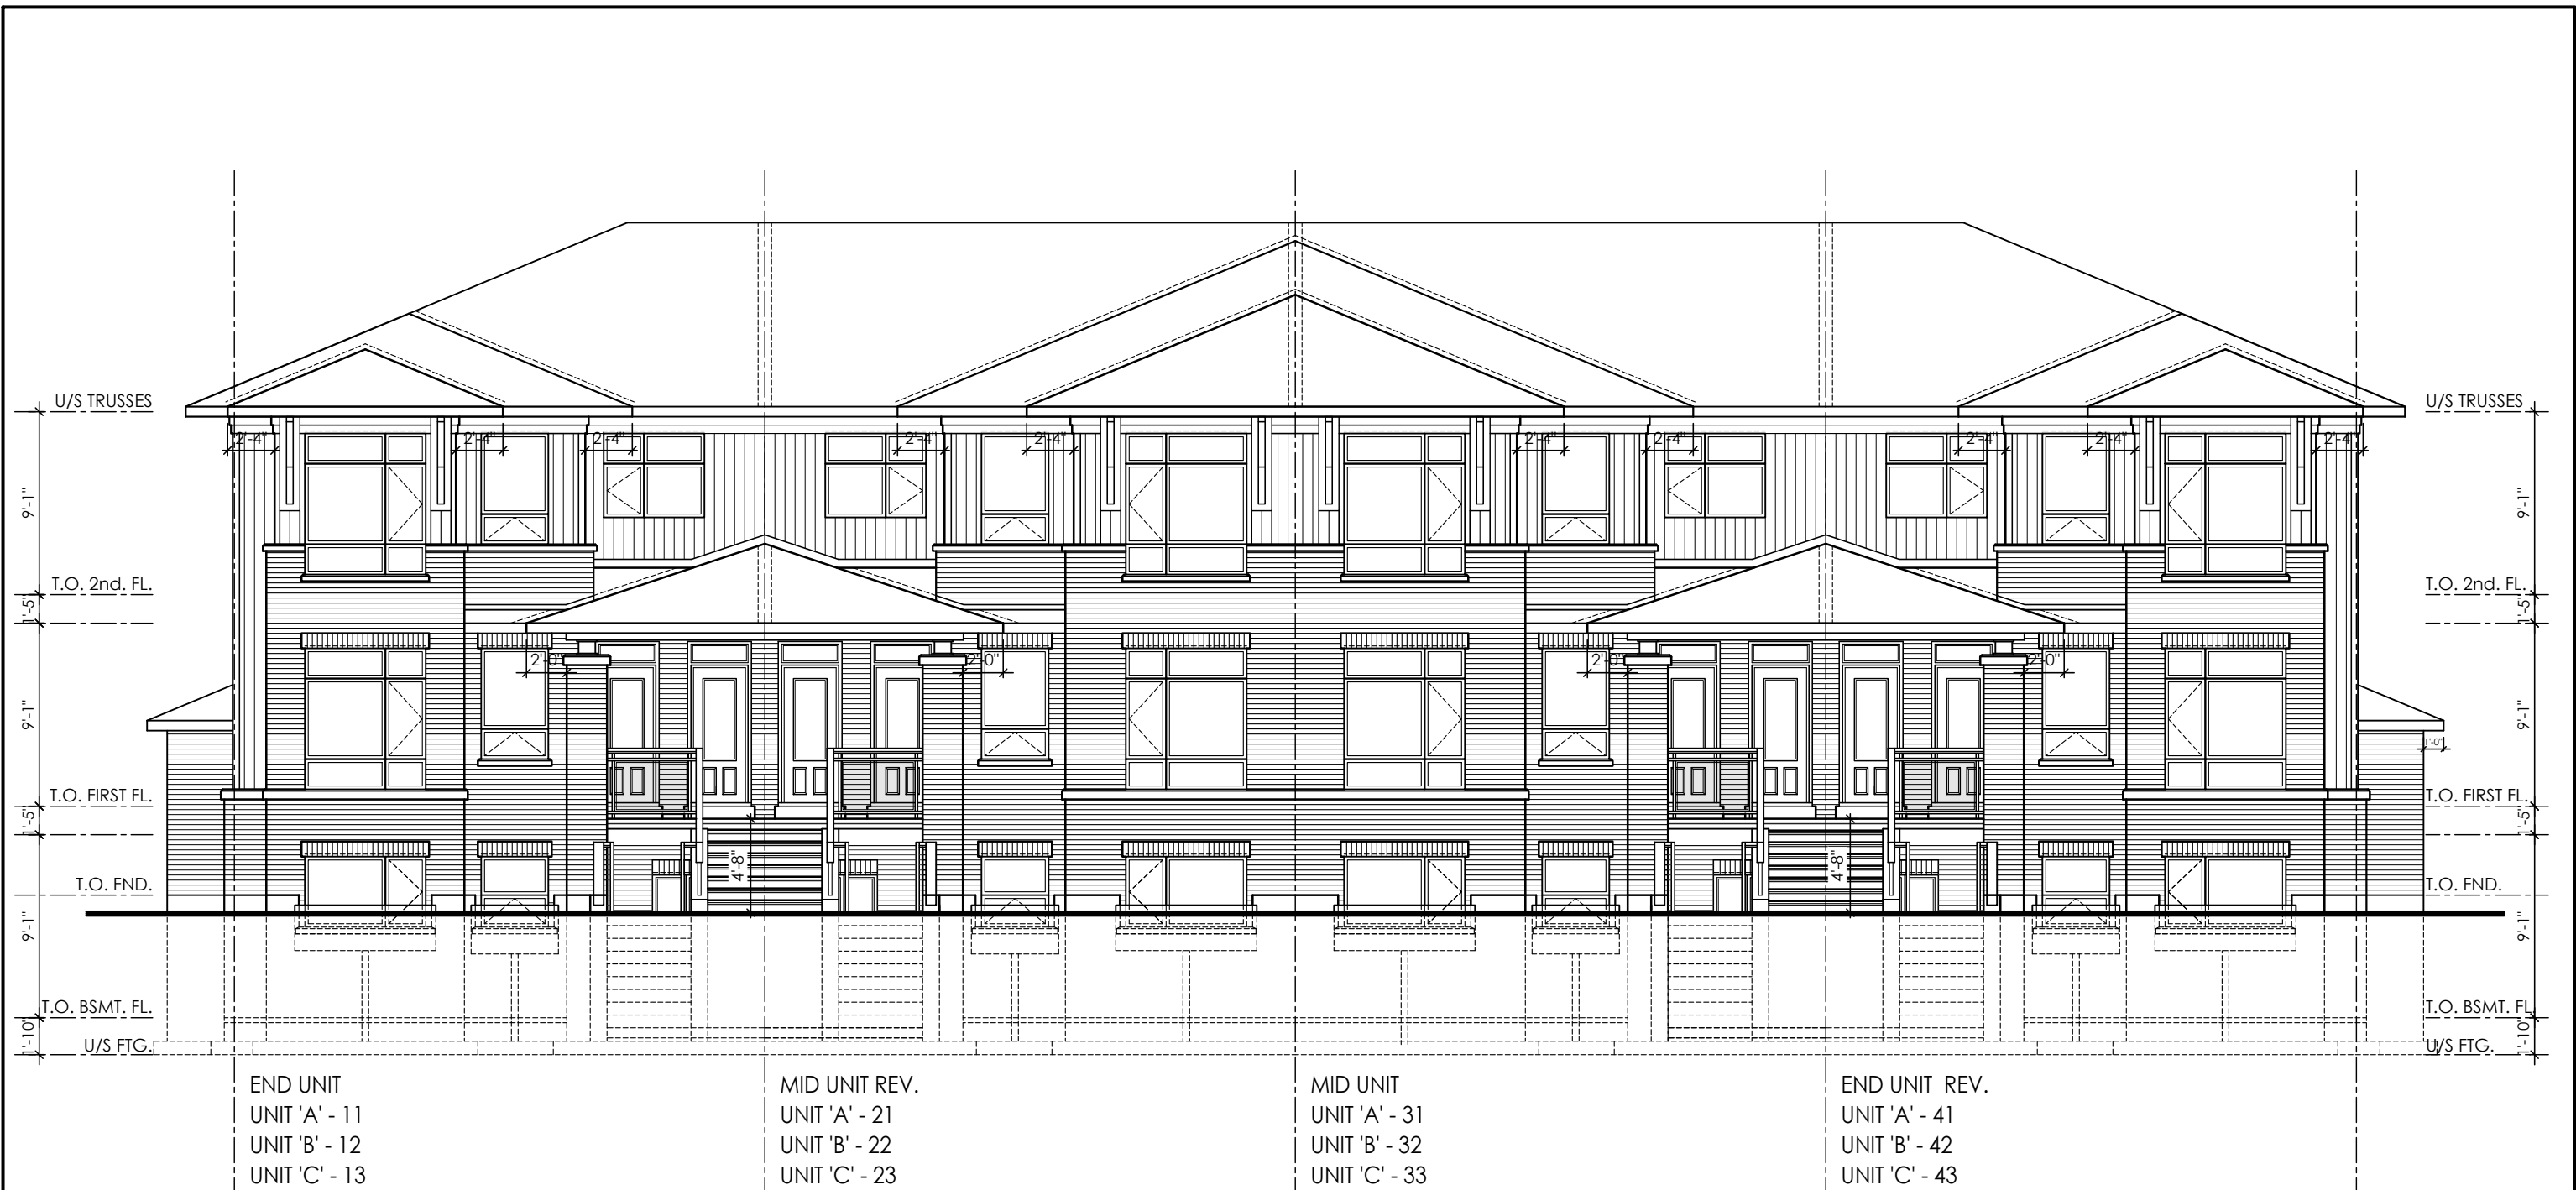 U/S TRUSSES
U/S TRUSSES
2'-4"
2'-4"
2'-4"
2'-4"
2'-4"
2'-4"
2'-4"
2'-4"
2'-4"
2'-4"
9'-1"
9'-1"
T.O. 2nd. FL.
T.O. 2nd. FL.
1'-5"
1'-5"
2'-0"
2'-0"
2'-0"
2'-0"
9'-1"
9'-1"
1'-0"
T.O. FIRST FL.
T.O. FIRST FL.
1'-5"
1'-5"
4'-8"
4'-8"
T.O. FND.
T.O. FND.
9'-1"
9'-1"
T.O. BSMT. FL.
T.O. BSMT. FL.
1'-10"
1'-10"
U/S FTG.
U/S FTG.
END UNIT
UNIT 'A' - 11
UNIT 'B' - 12
UNIT 'C' - 13
MID UNIT REV.
UNIT 'A' - 21
UNIT 'B' - 22
UNIT 'C' - 23
MID UNIT
UNIT 'A' - 31
UNIT 'B' - 32
UNIT 'C' - 33
END UNIT REV.
UNIT 'A' - 41
UNIT 'B' - 42
UNIT 'C' - 43